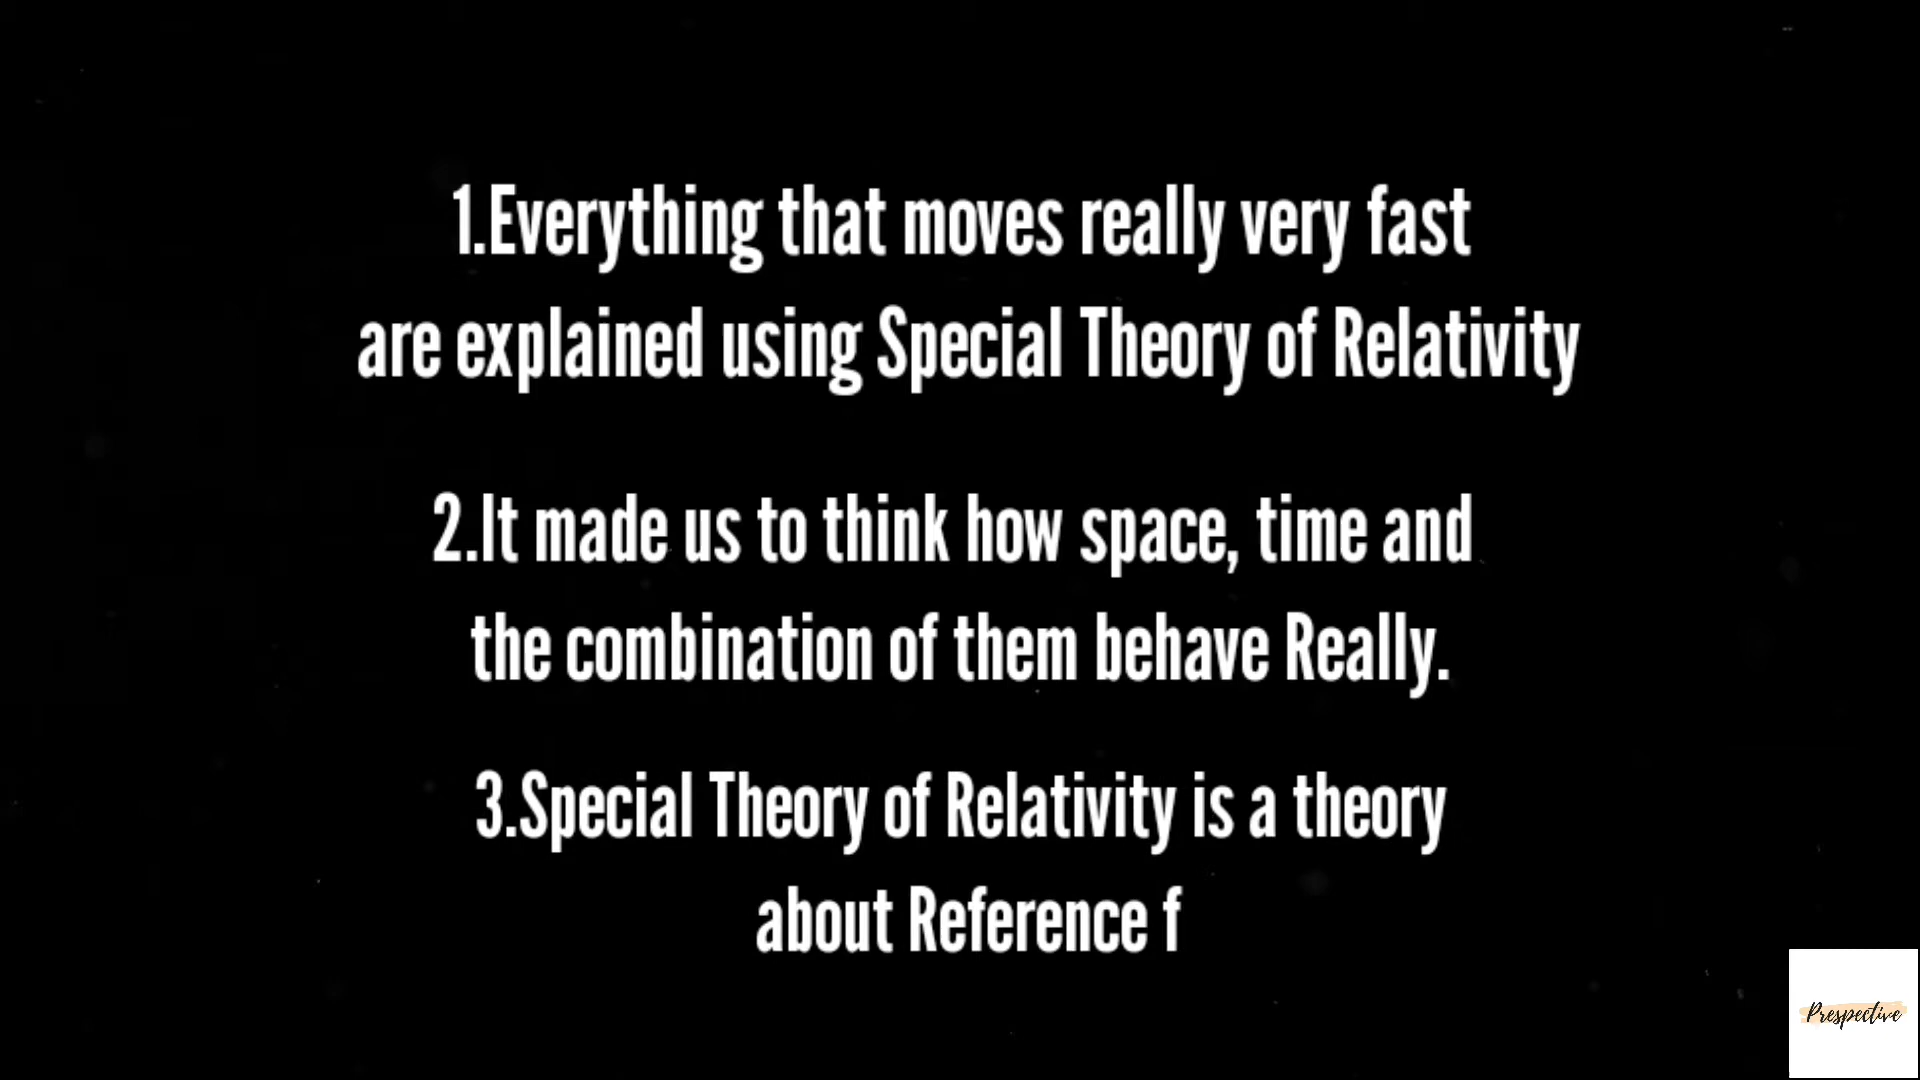 1.Everything that moves really very fast
are explained using Special Theory of Relativity
2.It made us to think how space, time and
the combination of them behave Really.
3.Special Theory of Relativity is a theory
about Reference f
Prespective